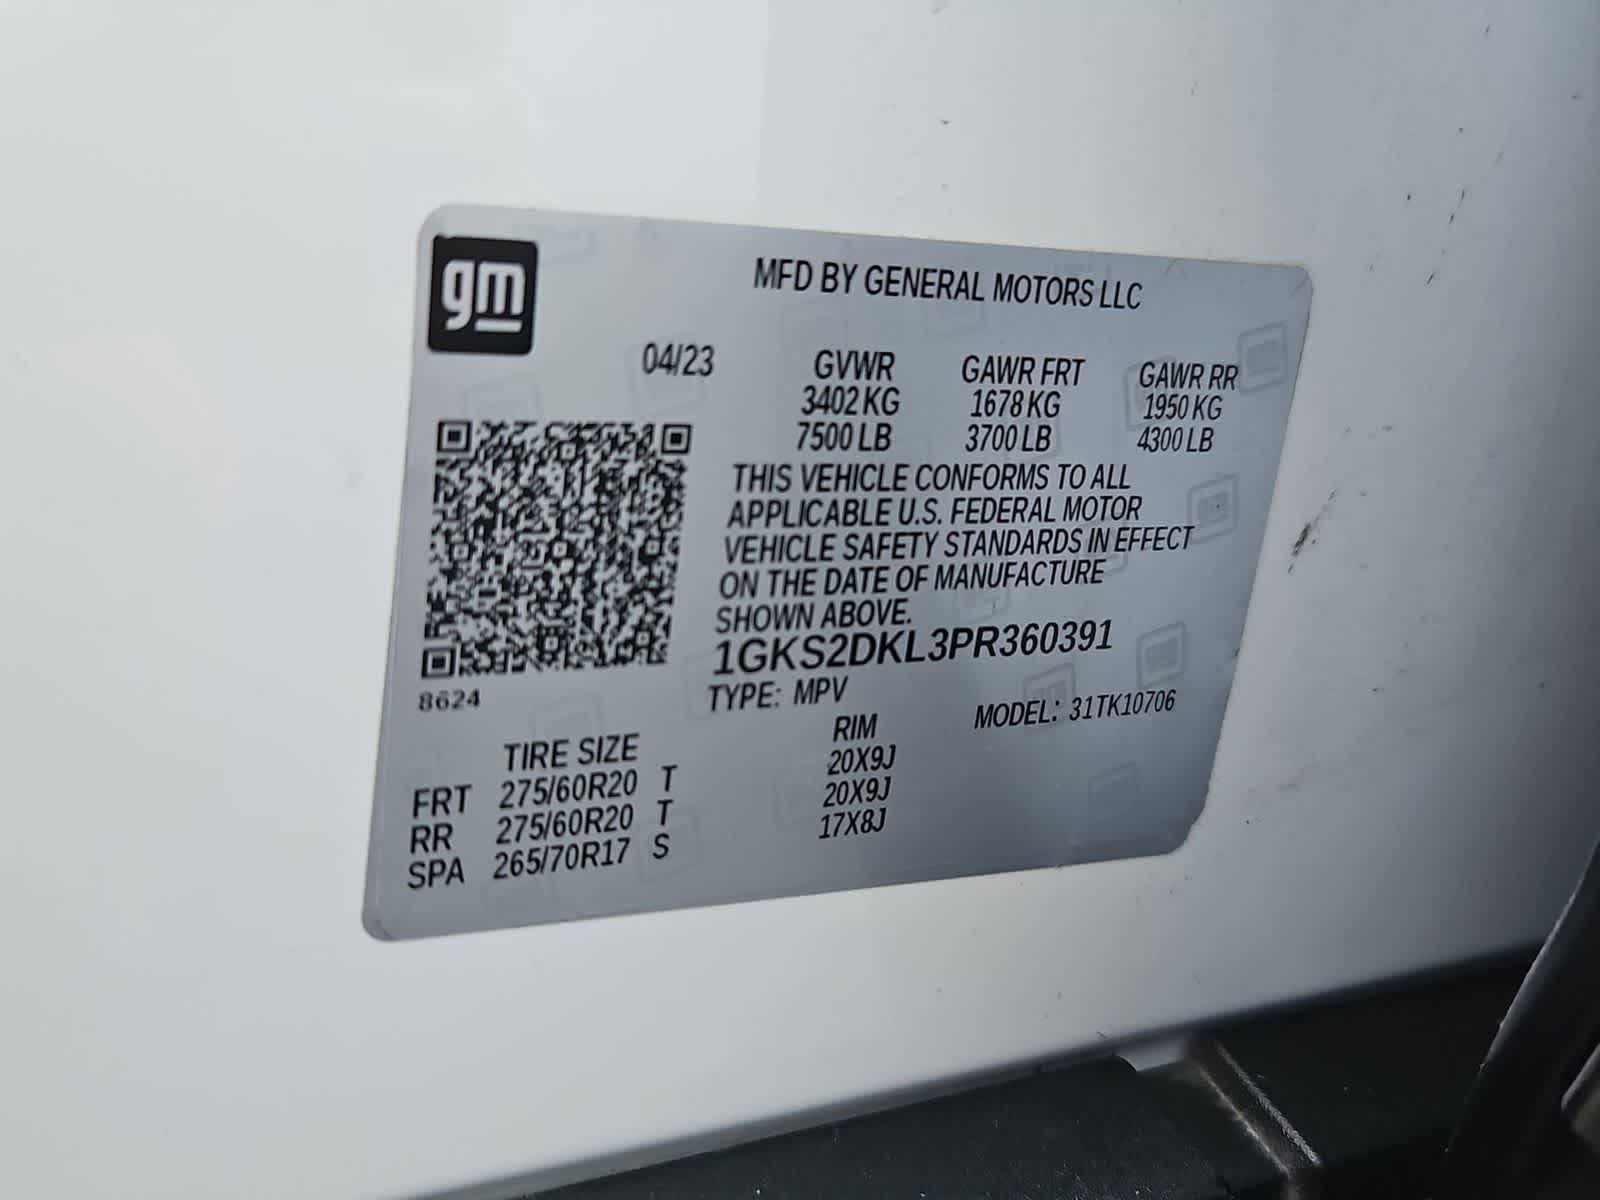 gm
MFD BY GENERAL MOTORS LLC
04/23 GVWR GAWR FRT GAWR RR
3402 KG 1678 KG 1950 KG
7500 LB 3700 LB 4300 LB
THIS VEHICLE CONFORMS TO ALL
APPLICABLE U.S. FEDERAL MOTOR
VEHICLE SAFETY STANDARDS IN EFFECT
ON THE DATE OF MANUFACTURE
SHOWN ABOVE.
1GKS2DKL3PR360391
8624 TYPE: MPV MODEL: 31TK10706
TIRE SIZE RIM
FRT 275/60R20 T 20X9J
RR 275/60R20 T 20X9J
SPA 265/70R17 S 17X8J